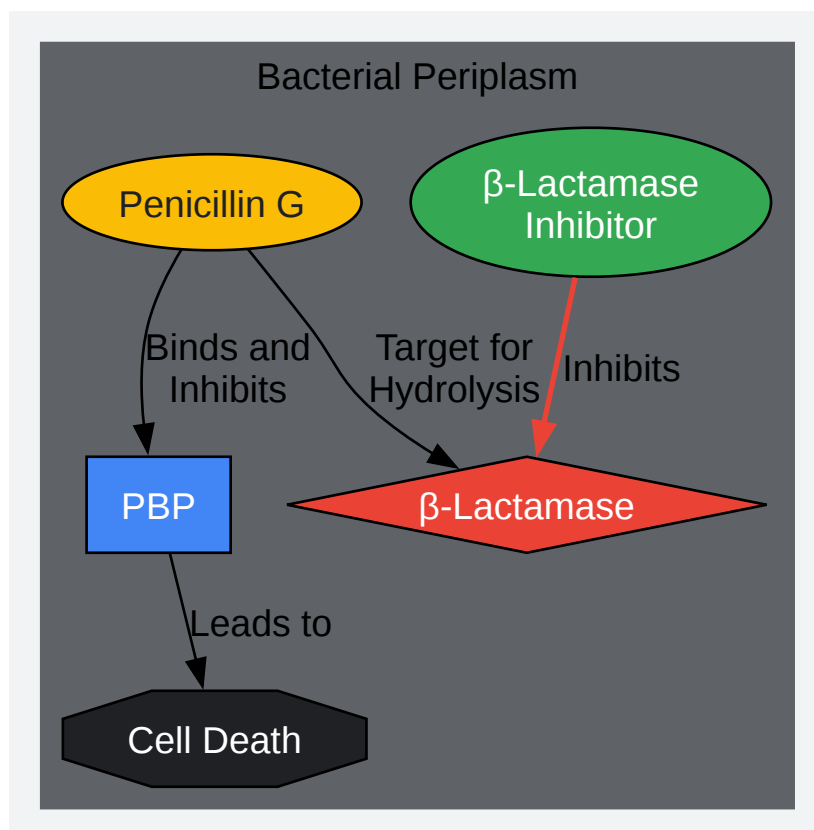 Bacterial Periplasm
Penicillin G
β-Lactamase
Inhibitor
Binds and
Inhibits
Target for
Hydrolysis
Inhibits
PBP
β-Lactamase
Leads to
Cell Death